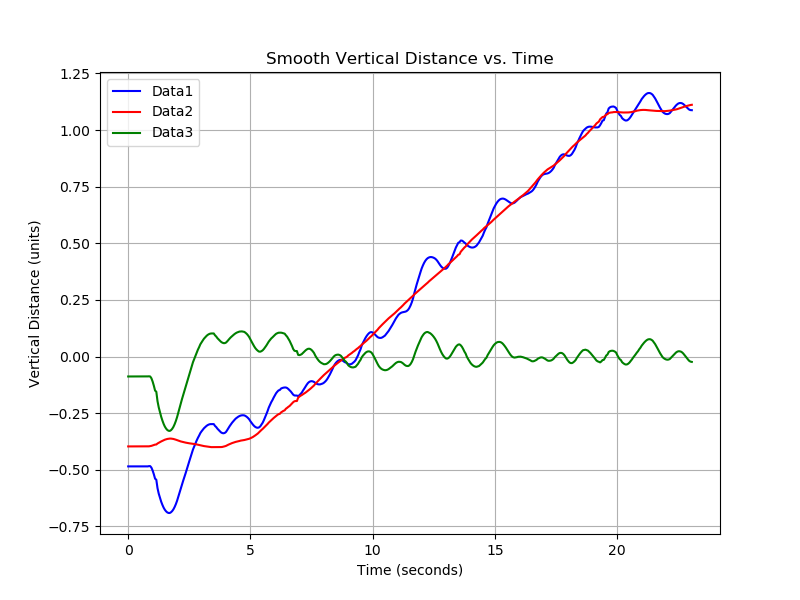 Smooth Vertical Distance vs. Time
Data1
Data2
Data3
1.25
1.00
0.75
0.50
0.25
0.00
−0.25
−0.50
−0.75
Vertical Distance (units)
0 5 10 15 20
Time (seconds)